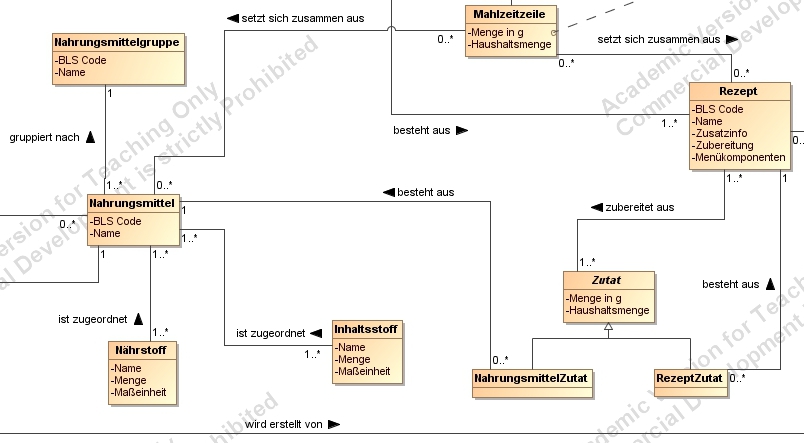 Mahlzeitzeile
-Menge in g
-Haushaltsmenge
setzt sich zusammen aus
0..*
0..*
setzt sich zusammen aus
0..*
Nahrungsmittelgruppe
-BLS Code
-Name
1
gruppiert nach
1..*
0..*
besteht aus
1..*
Rezept
-BLS Code
-Name
-Zusatzinfo
-Zubereitung
-Menükomponenten
0..
1..*
1
Nahrungsmittel
-BLS Code
-Name
0..*
1
1..*
1
1..*
besteht aus
zubereitet aus
1..*
Zutat
-Menge in g
-Haushaltsmenge
besteht aus
ist zugeordnet
1..*
Nährstoff
-Name
-Menge
-Maßeinheit
ist zugeordnet
1..*
Inhaltsstoff
-Name
-Menge
-Maßeinheit
0..*
NahrungsmittelZutat
RezeptZutat
0..*
wird erstellt von
Version for Teaching Only
Development is strictly Prohibited
Academic Version
Commercial Develop